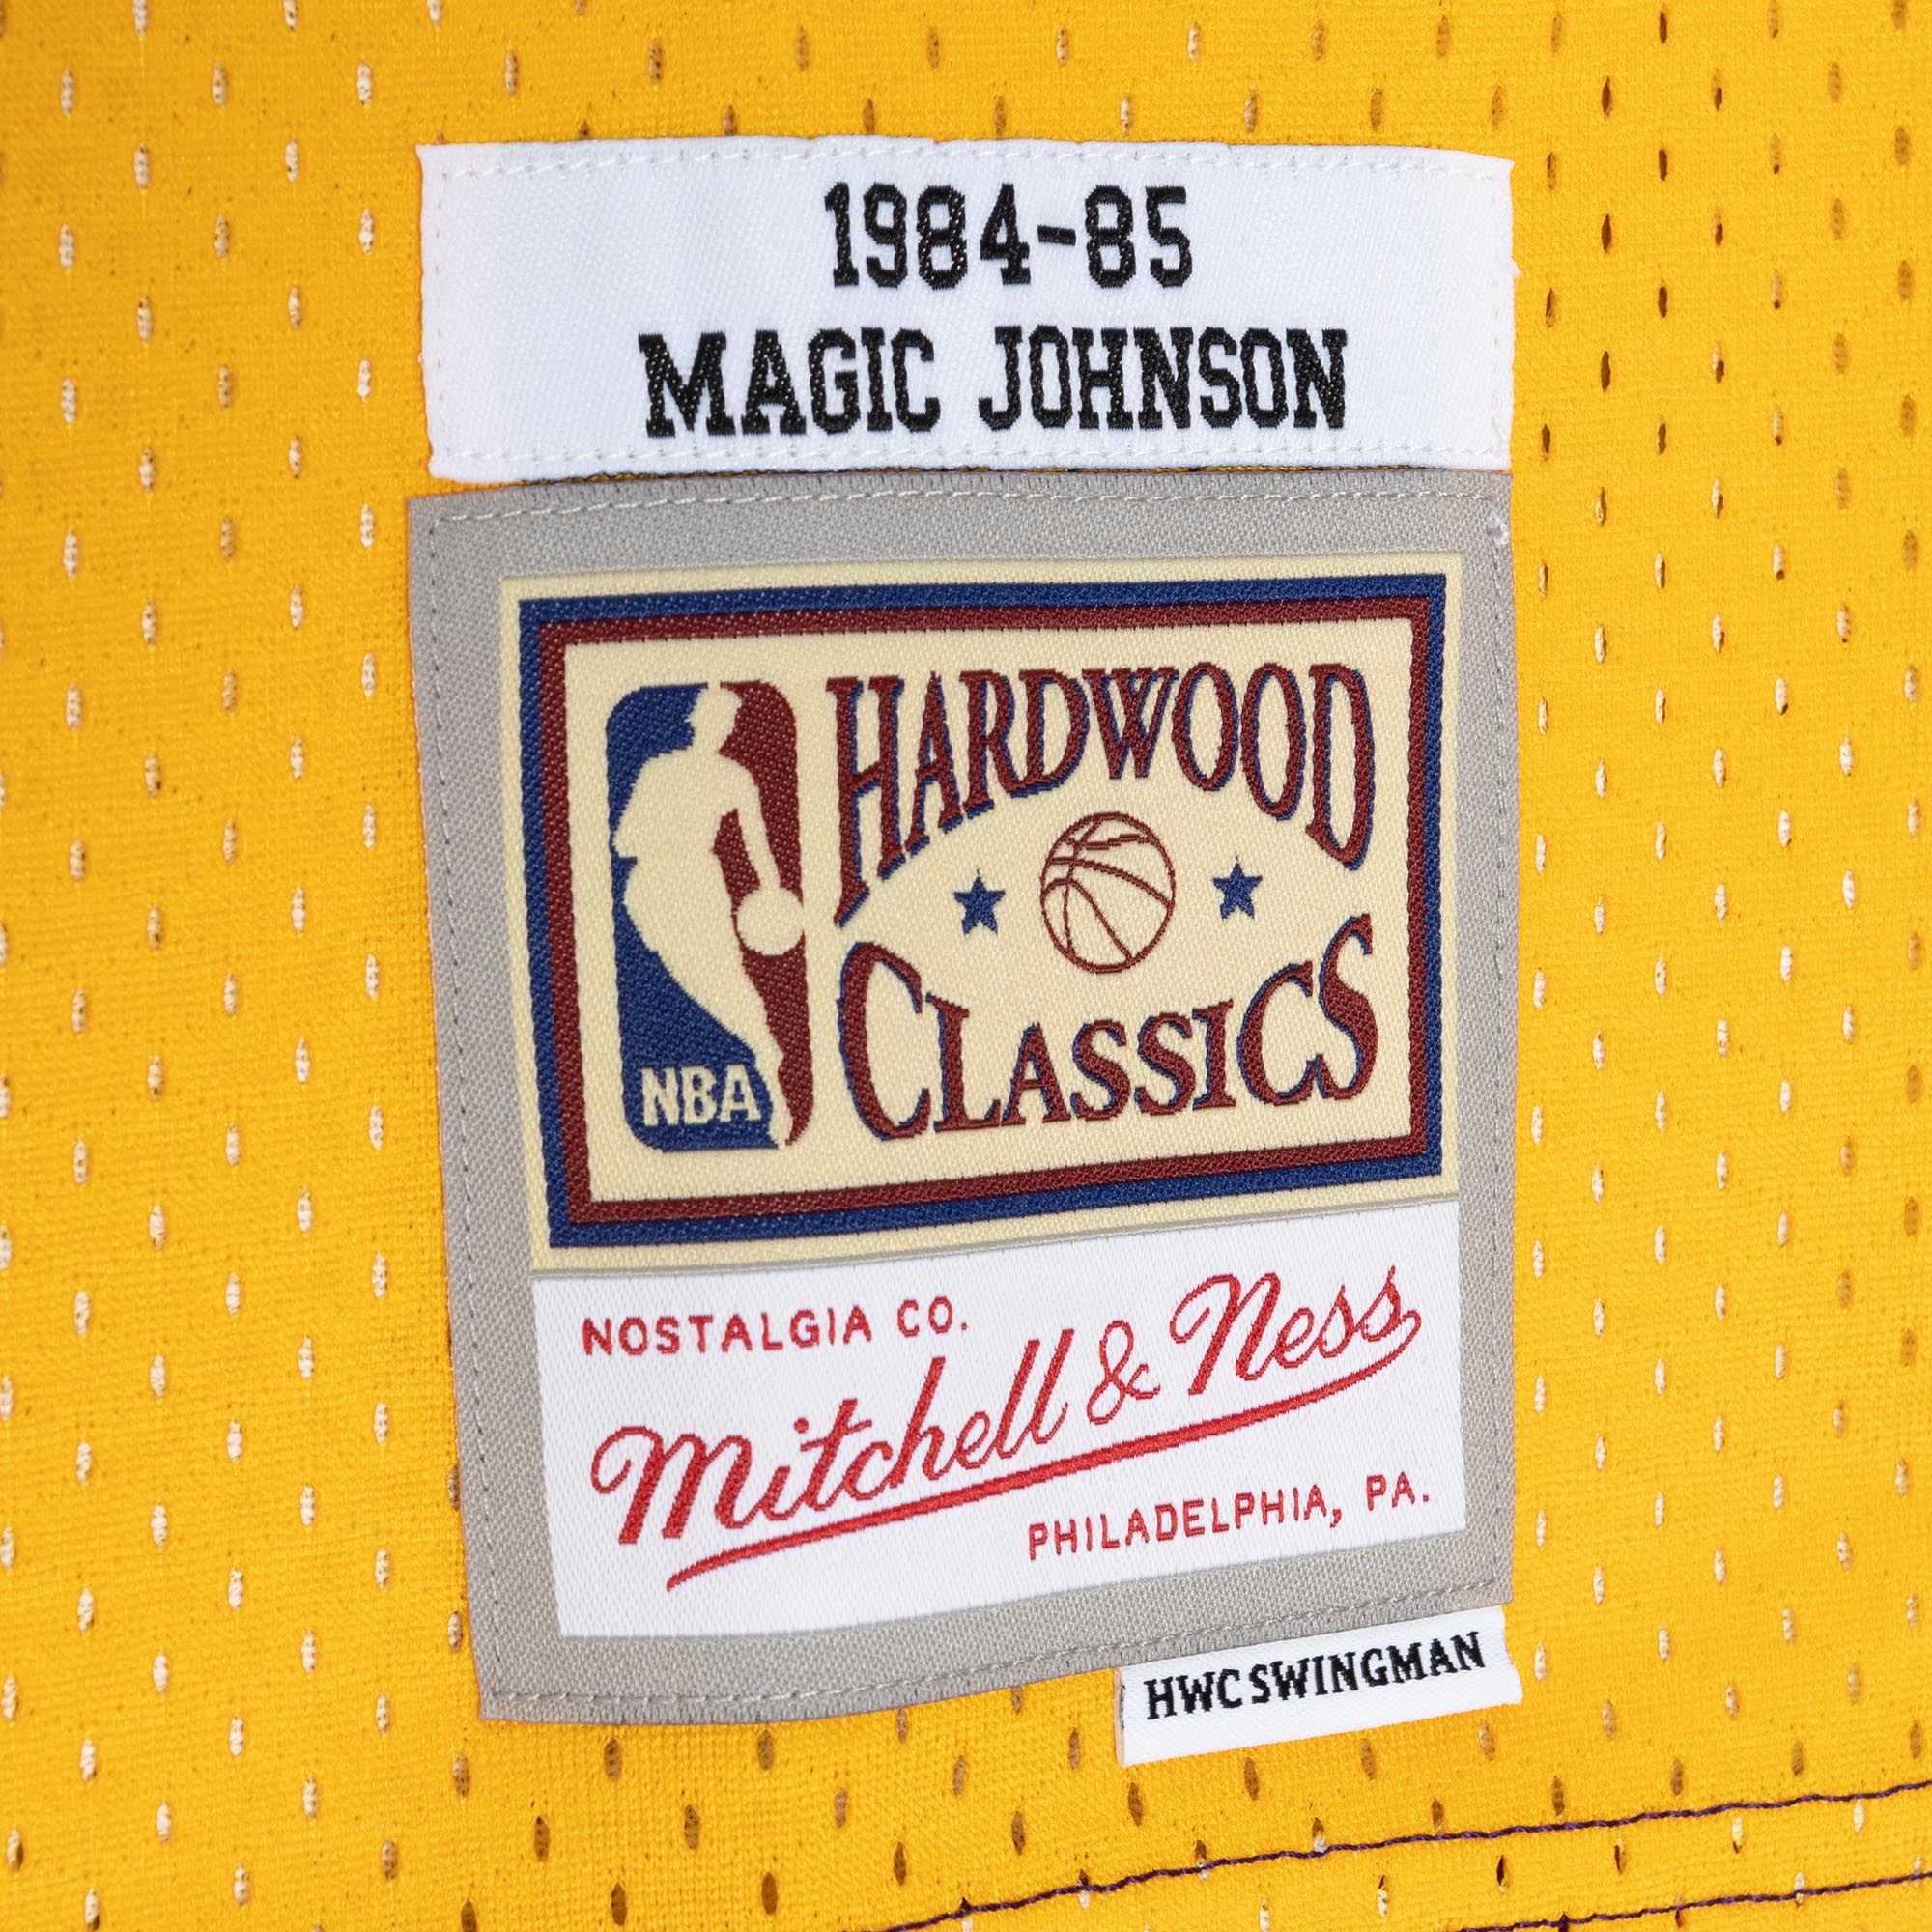 1984-85
MAGIC JOHNSON
HARDWOOD
CLASSICS
NBA
NOSTALGIA CO.
Mitchell & Ness
PHILADELPHIA, PA.
HWC SWINGMAN